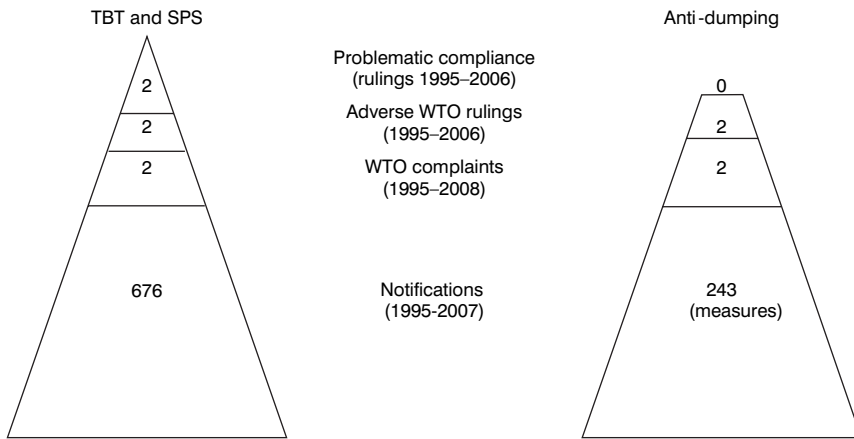 TBT and SPS
Anti-dumping
Problematic compliance
(rulings 1995–2006)
2
0
Adverse WTO rulings
(1995–2006)
2
2
WTO complaints
(1995–2008)
2
2
Notifications
(1995-2007)
676
243
(measures)